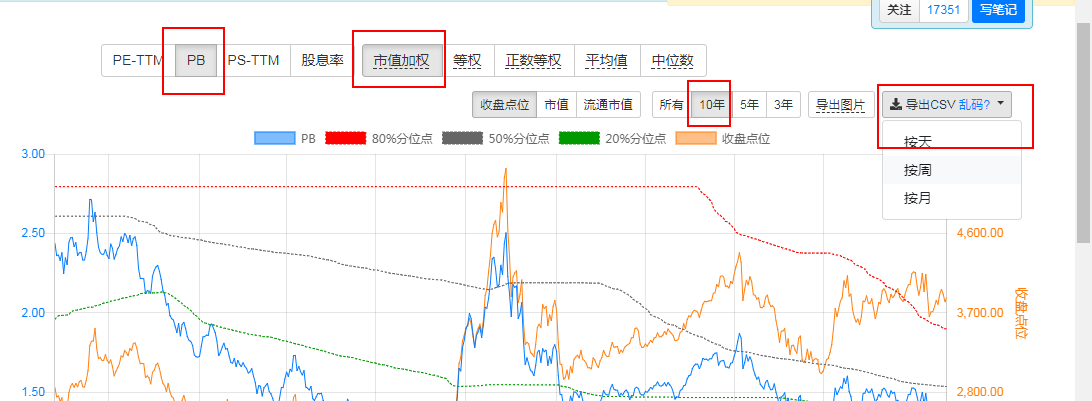 关注 17351 写笔记
PE-TTM PB PS-TTM 股息率 市值加权 等权 正数等权 平均值 中位数
收盘点位 市值 流通市值 所有 10年 5年 3年 导出图片 导出CSV 乱码?
PB 80%分位点 50%分位点 20%分位点 收盘点位
按天
按周
按月
3.00
2.50 4,600.00
2.00 3,700.00
收盘点位
1.50 2,800.00